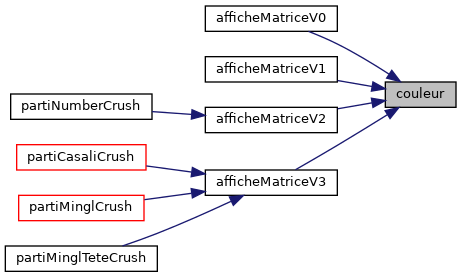 afficheMatriceV0
afficheMatriceV1
couleur
partiNumberCrush
afficheMatriceV2
partiCasaliCrush
afficheMatriceV3
partiMinglCrush
partiMinglTeteCrush